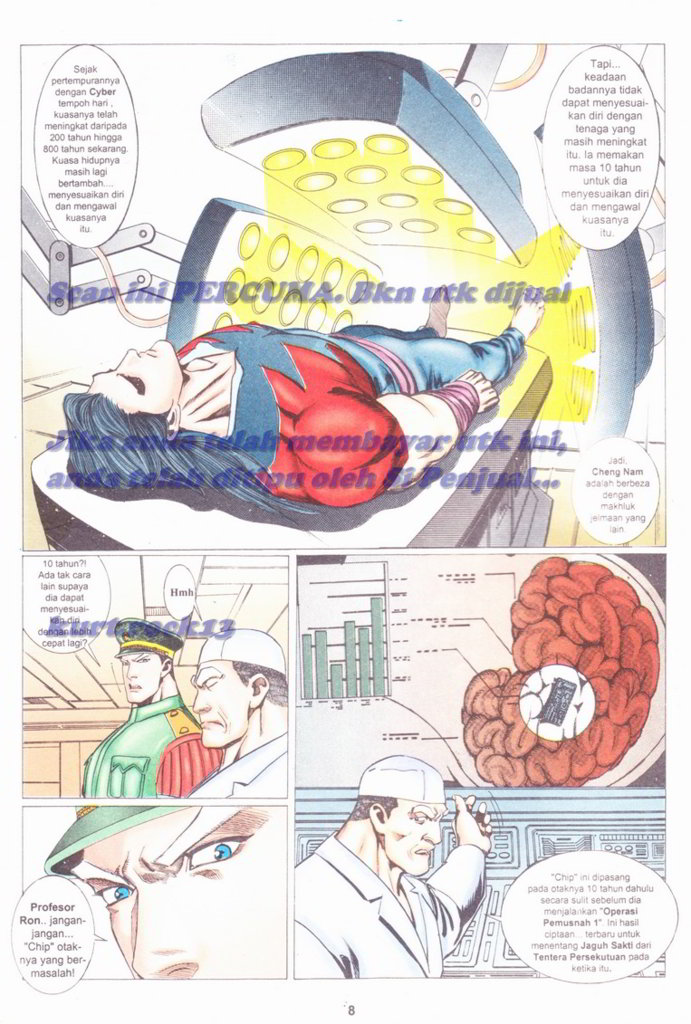 Sejak
pertempurannya
dengan Cyber
tempoh hari ,
kuasanya telah
meningkat daripada
200 tahun hingga
800 tahun sekarang.
Kuasa hidupnya
masih lagi
bertambah....
menyesuaikan diri
dan mengawal
kuasanya
itu.
Tapi...
keadaan
badannya tidak
dapat menyesuai-
kan diri dengan
tenaga yang
masih meningkat
itu. Ia memakan
masa 10 tahun
untuk dia
menyesuaikan diri
dan mengawal
kuasanya
itu.
Scan ini PERCUMA. Bkn utk dijual
Jika anda telah membayar utk ini,
anda telah ditipu oleh Si Penjual...
Jadi,
Cheng Nam
adalah berbeza
dengan
makhluk
jelmaan yang
lain.
10 tahun?!
Ada tak cara
lain supaya
dia dapat
menyesuai-
kan diri
dengan lebih
cepat lagi?
Hmh
Profesor
Ron.. jangan-
jangan...
"Chip" otak-
nya yang ber-
masalah!
"Chip" ini dipasang
pada otaknya 10 tahun dahulu
secara sulit sebelum dia
menjalankan "Operasi
Pemusnah 1". Ini hasil
ciptaan... terbaru untuk
menentang Jaguh Sakti dari
Tentera Persekutuan pada
ketika itu.
8